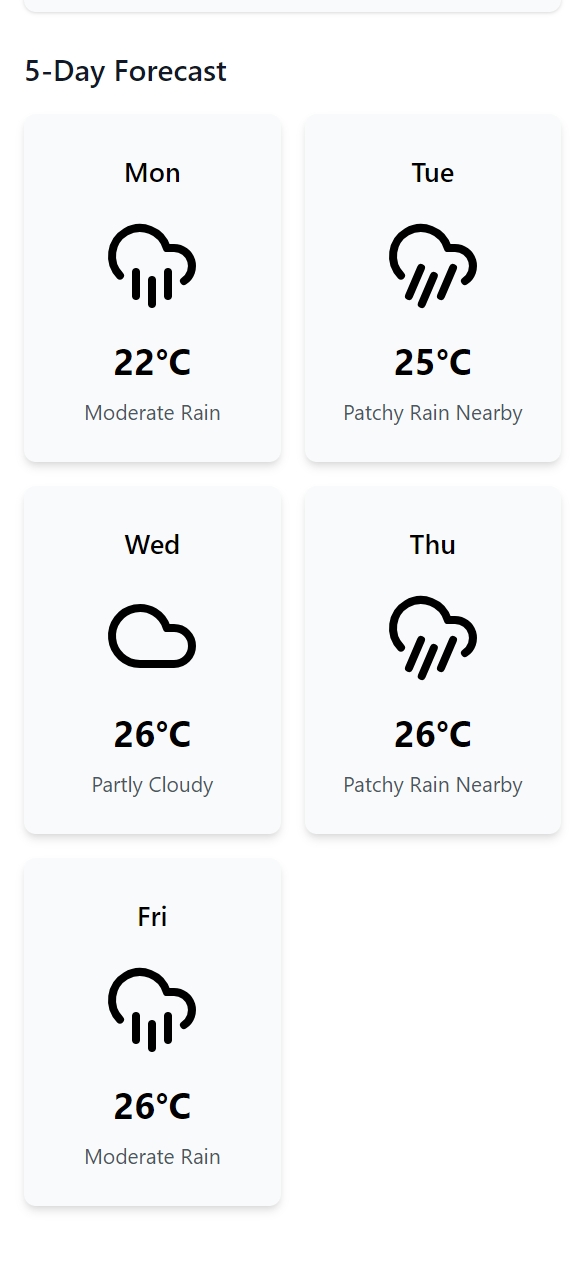 5-Day Forecast
Mon
22°C
Moderate Rain
Tue
25°C
Patchy Rain Nearby
Wed
26°C
Partly Cloudy
Thu
26°C
Patchy Rain Nearby
Fri
26°C
Moderate Rain